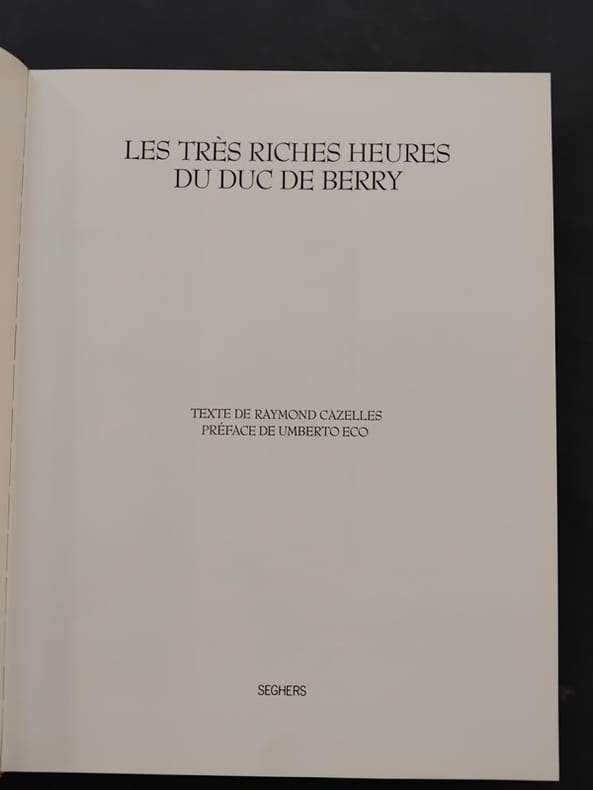 LES TRÈS RICHES HEURES
DU DUC DE BERRY
TEXTE DE RAYMOND CAZELLES
PRÉFACE DE UMBERTO ECO
SEGHERS